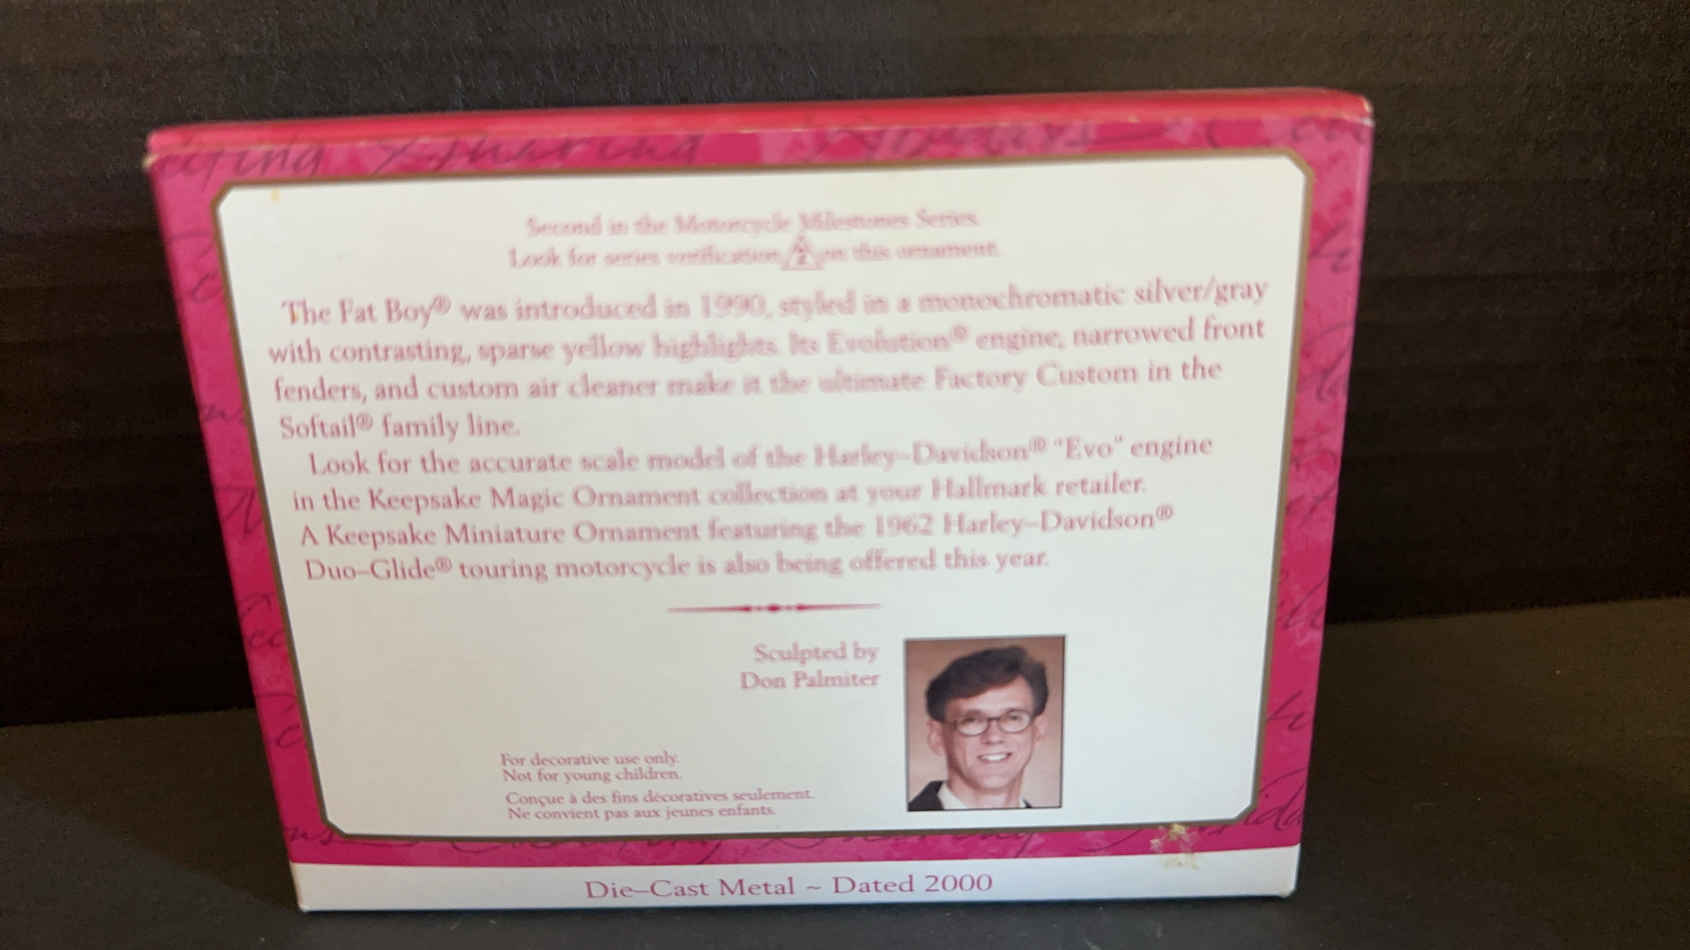 Second in the Motorcycle Milestones Series.
Look for series verification 2 on this ornament.
The Fat Boy® was introduced in 1990, styled in a monochromatic silver/gray
with contrasting, sparse yellow highlights. Its Evolution® engine, narrowed front
fenders, and custom air cleaner make it the ultimate Factory Custom in the
Softail® family line.
Look for the accurate scale model of the Harley–Davidson® “Evo” engine
in the Keepsake Magic Ornament collection at your Hallmark retailer.
A Keepsake Miniature Ornament featuring the 1962 Harley–Davidson®
Duo–Glide® touring motorcycle is also being offered this year.
Sculpted by
Don Palmiter
For decorative use only.
Not for young children.
Conçue à des fins décoratives seulement.
Ne convient pas aux jeunes enfants.
Die–Cast Metal ~ Dated 2000